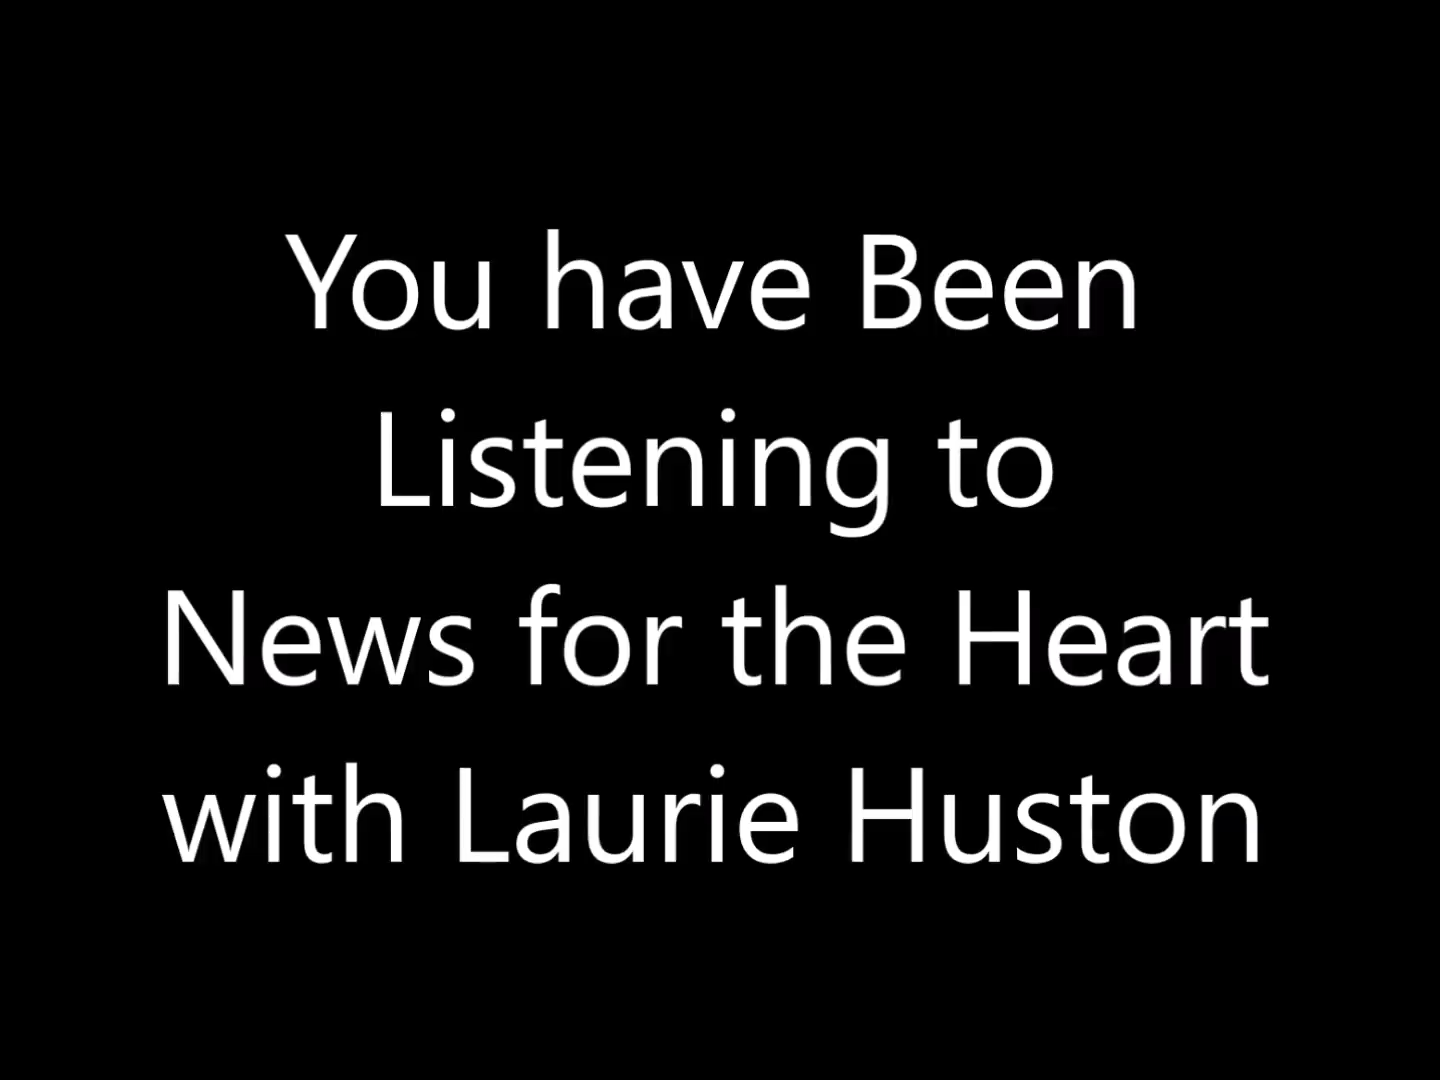 You have Been
Listening to
News for the Heart
with Laurie Huston